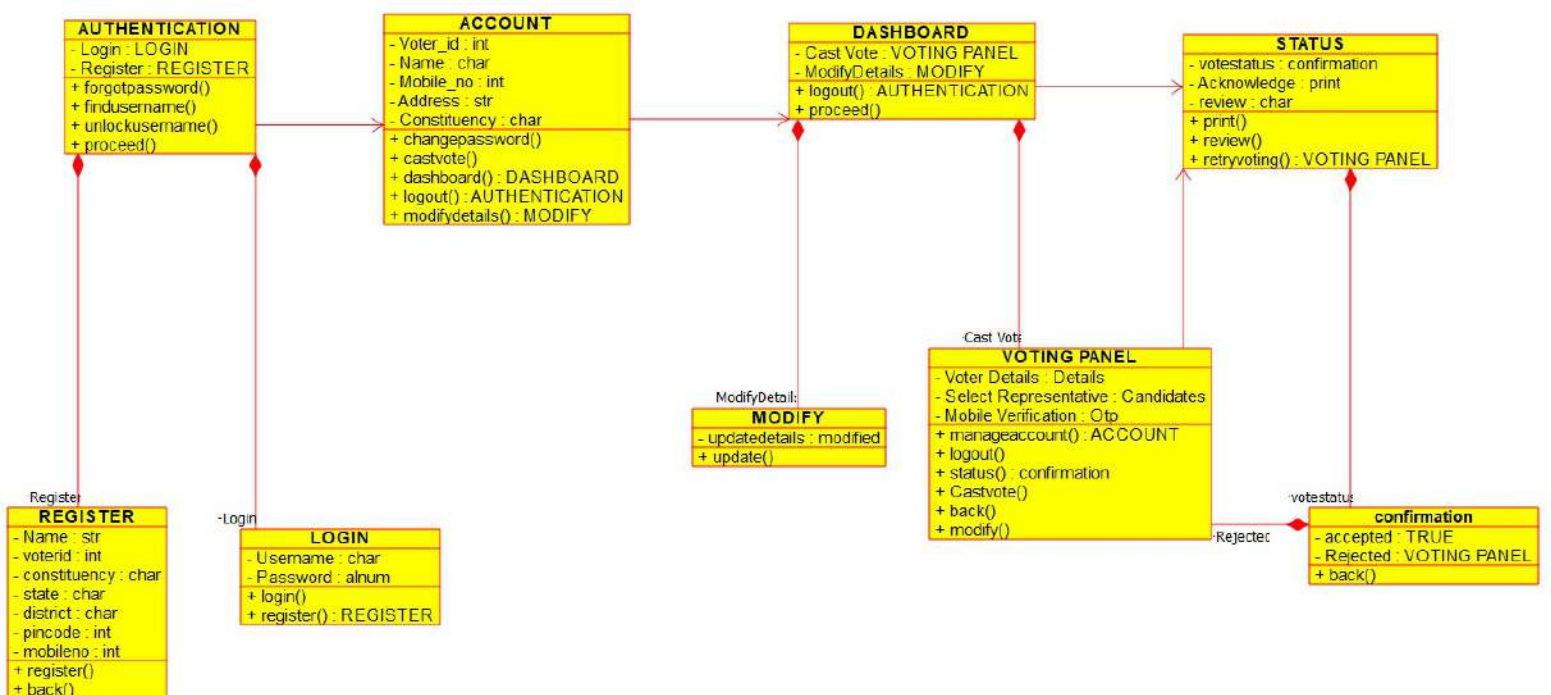 AUTHENTICATION
- Login : LOGIN
- Register : REGISTER
+ forgotpassword()
+ findusername()
+ unlockusername()
+ proceed()
ACCOUNT
- Voter_id : int
- Name : char
- Mobile_no : int
- Address : str
- Constituency : char
+ changepassword()
+ castvote()
+ dashboard() : DASHBOARD
+ logout() : AUTHENTICATION
+ modifydetails() : MODIFY
DASHBOARD
- Cast Vote : VOTING PANEL
- ModifyDetails : MODIFY
+ logout() : AUTHENTICATION
+ proceed()
STATUS
- votestatus : confirmation
- Acknowledge : print
- review : char
+ print()
+ review()
+ retryvoting() : VOTING PANEL
-Cast Vote
VOTING PANEL
- Voter Details : Details
- Select Representative : Candidates
- Mobile Verification : Otp
+ manageaccount() : ACCOUNT
+ logout()
+ status() : confirmation
+ Castvote()
+ back()
+ modify()
ModifyDetails
MODIFY
- updatedetails : modified
+ update()
Register
REGISTER
- Name : str
- voterid : int
- constituency : char
- state : char
- district : char
- pincode : int
- mobileno : int
+ register()
+ back()
-Login
LOGIN
- Username : char
- Password : alnum
+ login()
+ register() : REGISTER
-votestatus
-Rejected
confirmation
- accepted : TRUE
- Rejected : VOTING PANEL
+ back()